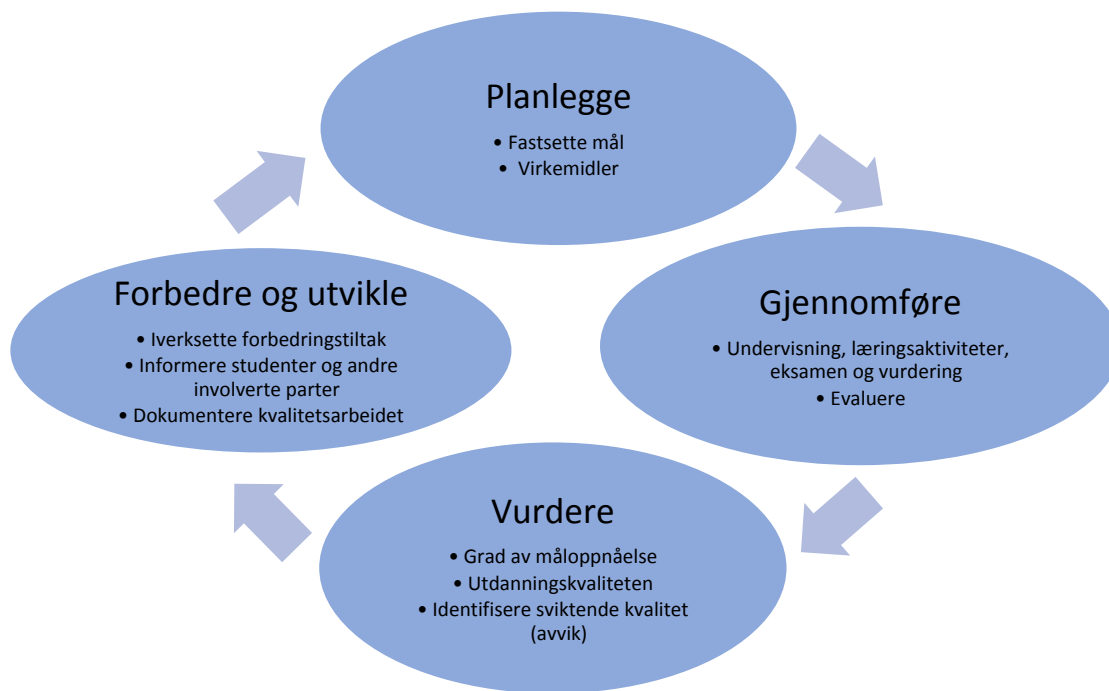 Planlegge
• Fastsette mål
• Virkemidler
Gjennomføre
• Undervisning, læringsaktiviteter,
eksamen og vurdering
• Evaluere
Vurdere
• Grad av måloppnåelse
• Utdanningskvaliteten
• Identifisere sviktende kvalitet
(avvik)
Forbedre og utvikle
• Iverksette forbedringstiltak
• Informere studenter og andre
involverte parter
• Dokumentere kvalitetsarbeidet